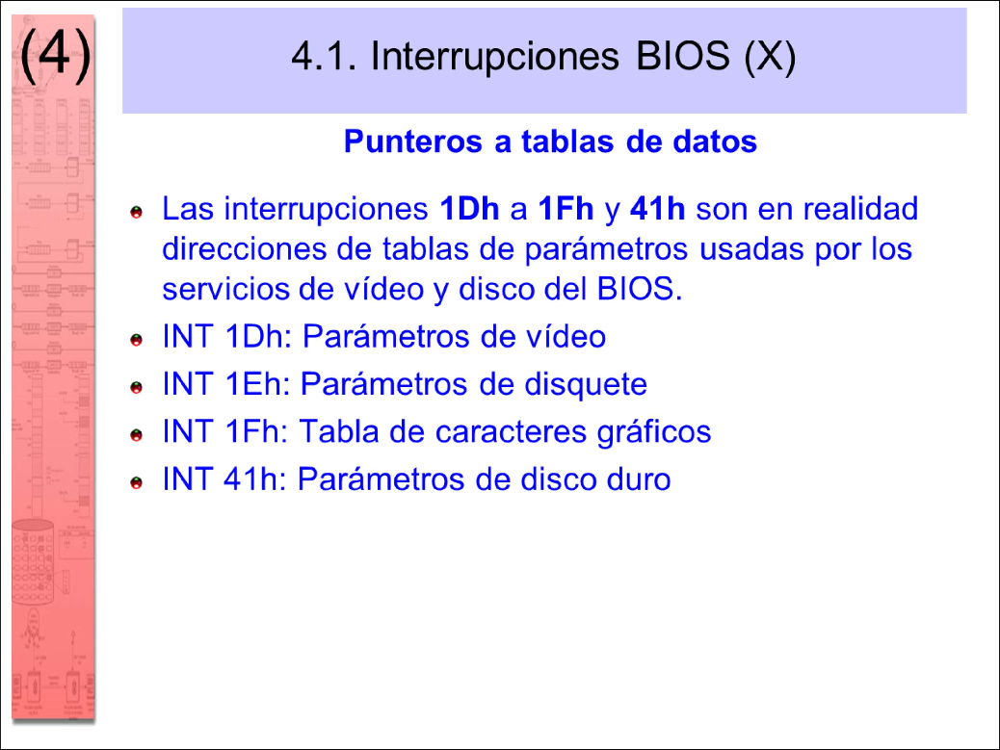 (4)
4.1. Interrupciones BIOS (X)
Punteros a tablas de datos
Las interrupciones 1Dh a 1Fh y 41h son en realidad
direcciones de tablas de parámetros usadas por los
servicios de vídeo y disco del BIOS.
INT 1Dh: Parámetros de vídeo
INT 1Eh: Parámetros de disquete
INT 1Fh: Tabla de caracteres gráficos
INT 41h: Parámetros de disco duro